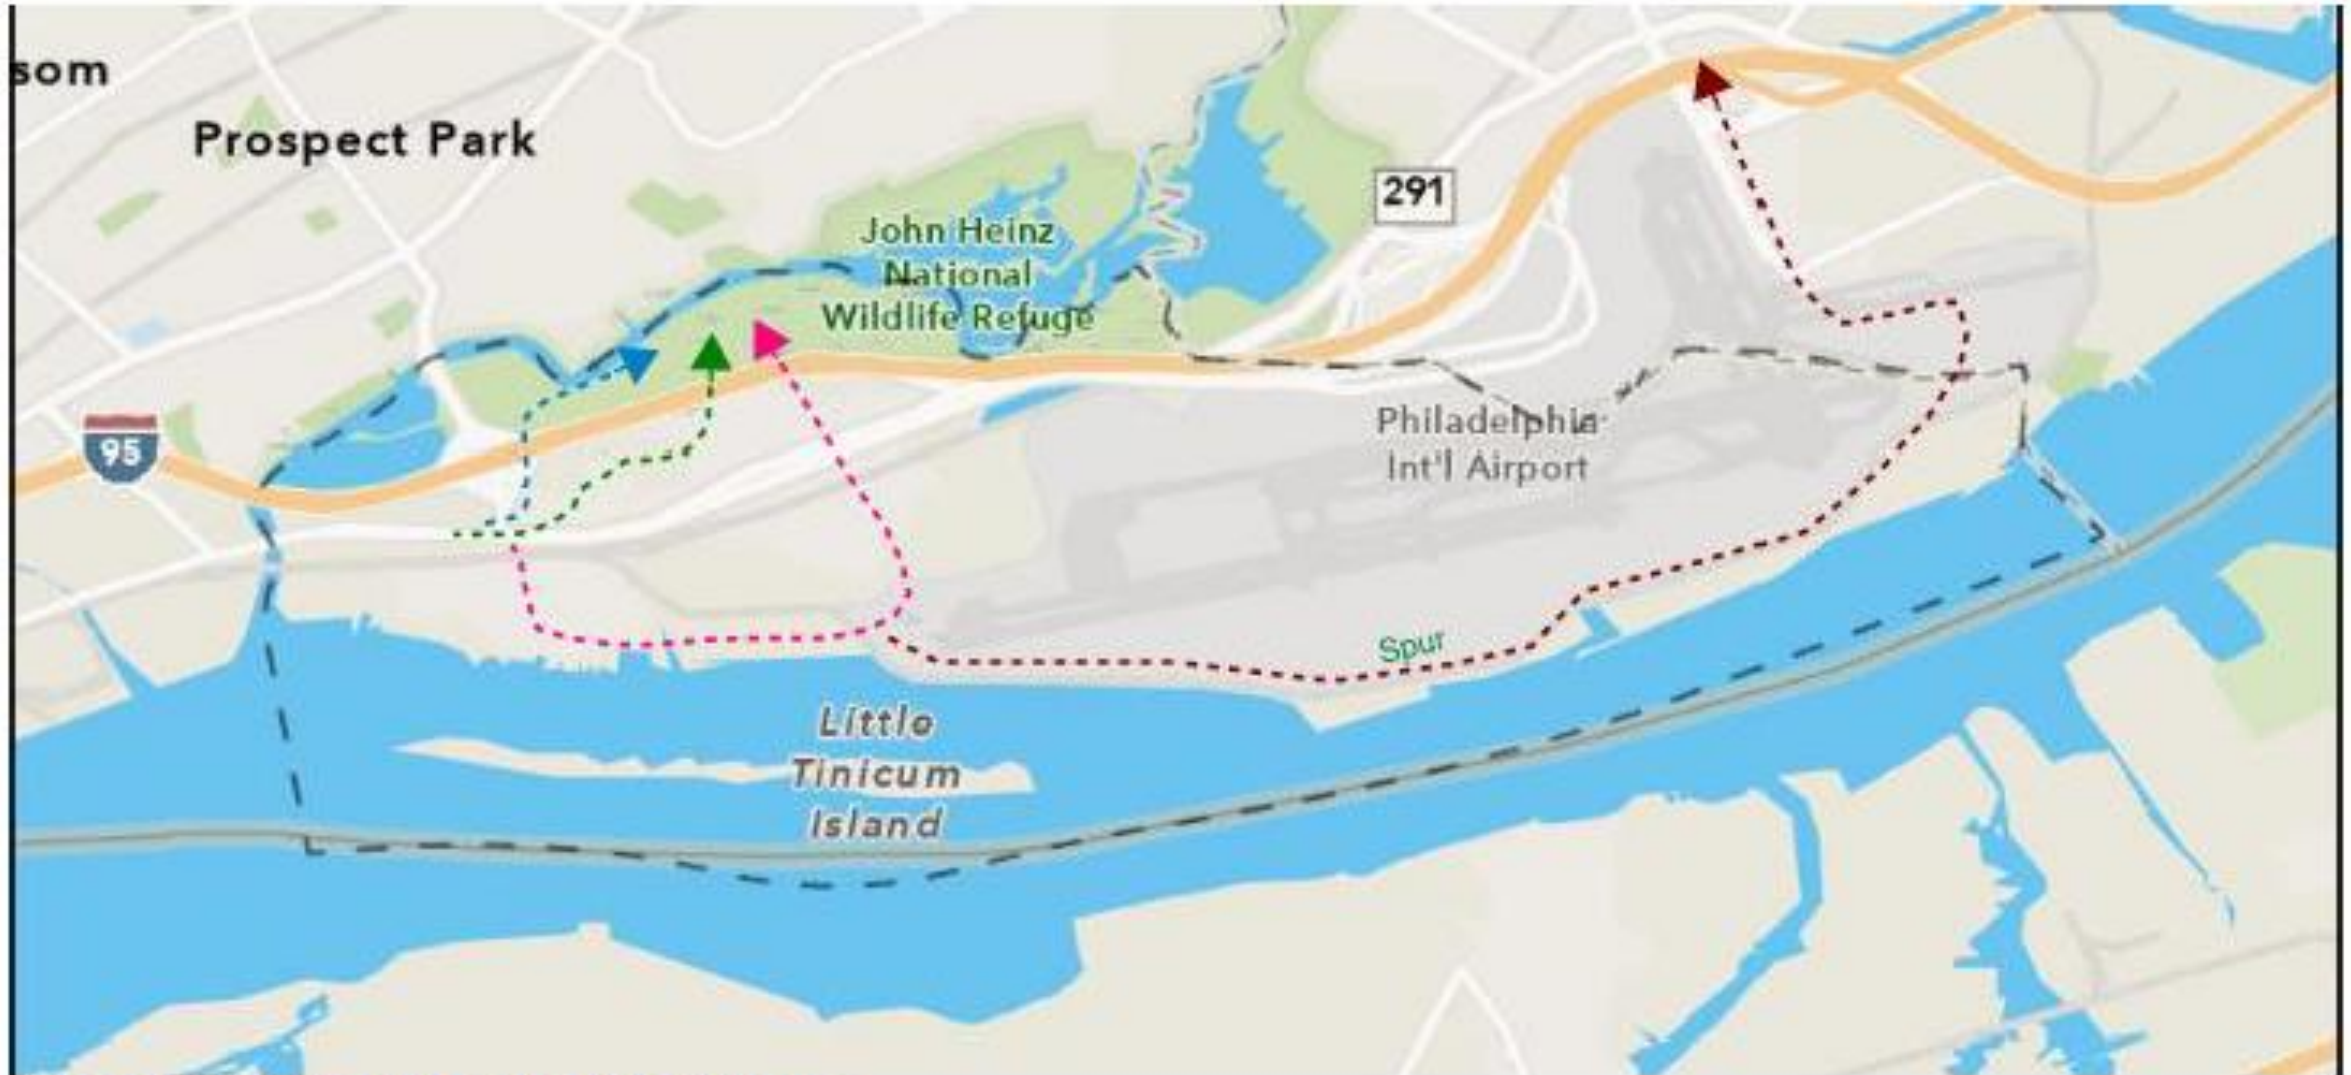 som
Prospect Park
291
John Heinz
National
Wildlife Refuge
Philadelphia
Int'l Airport
95
Spur
Little
Tinicum
Island